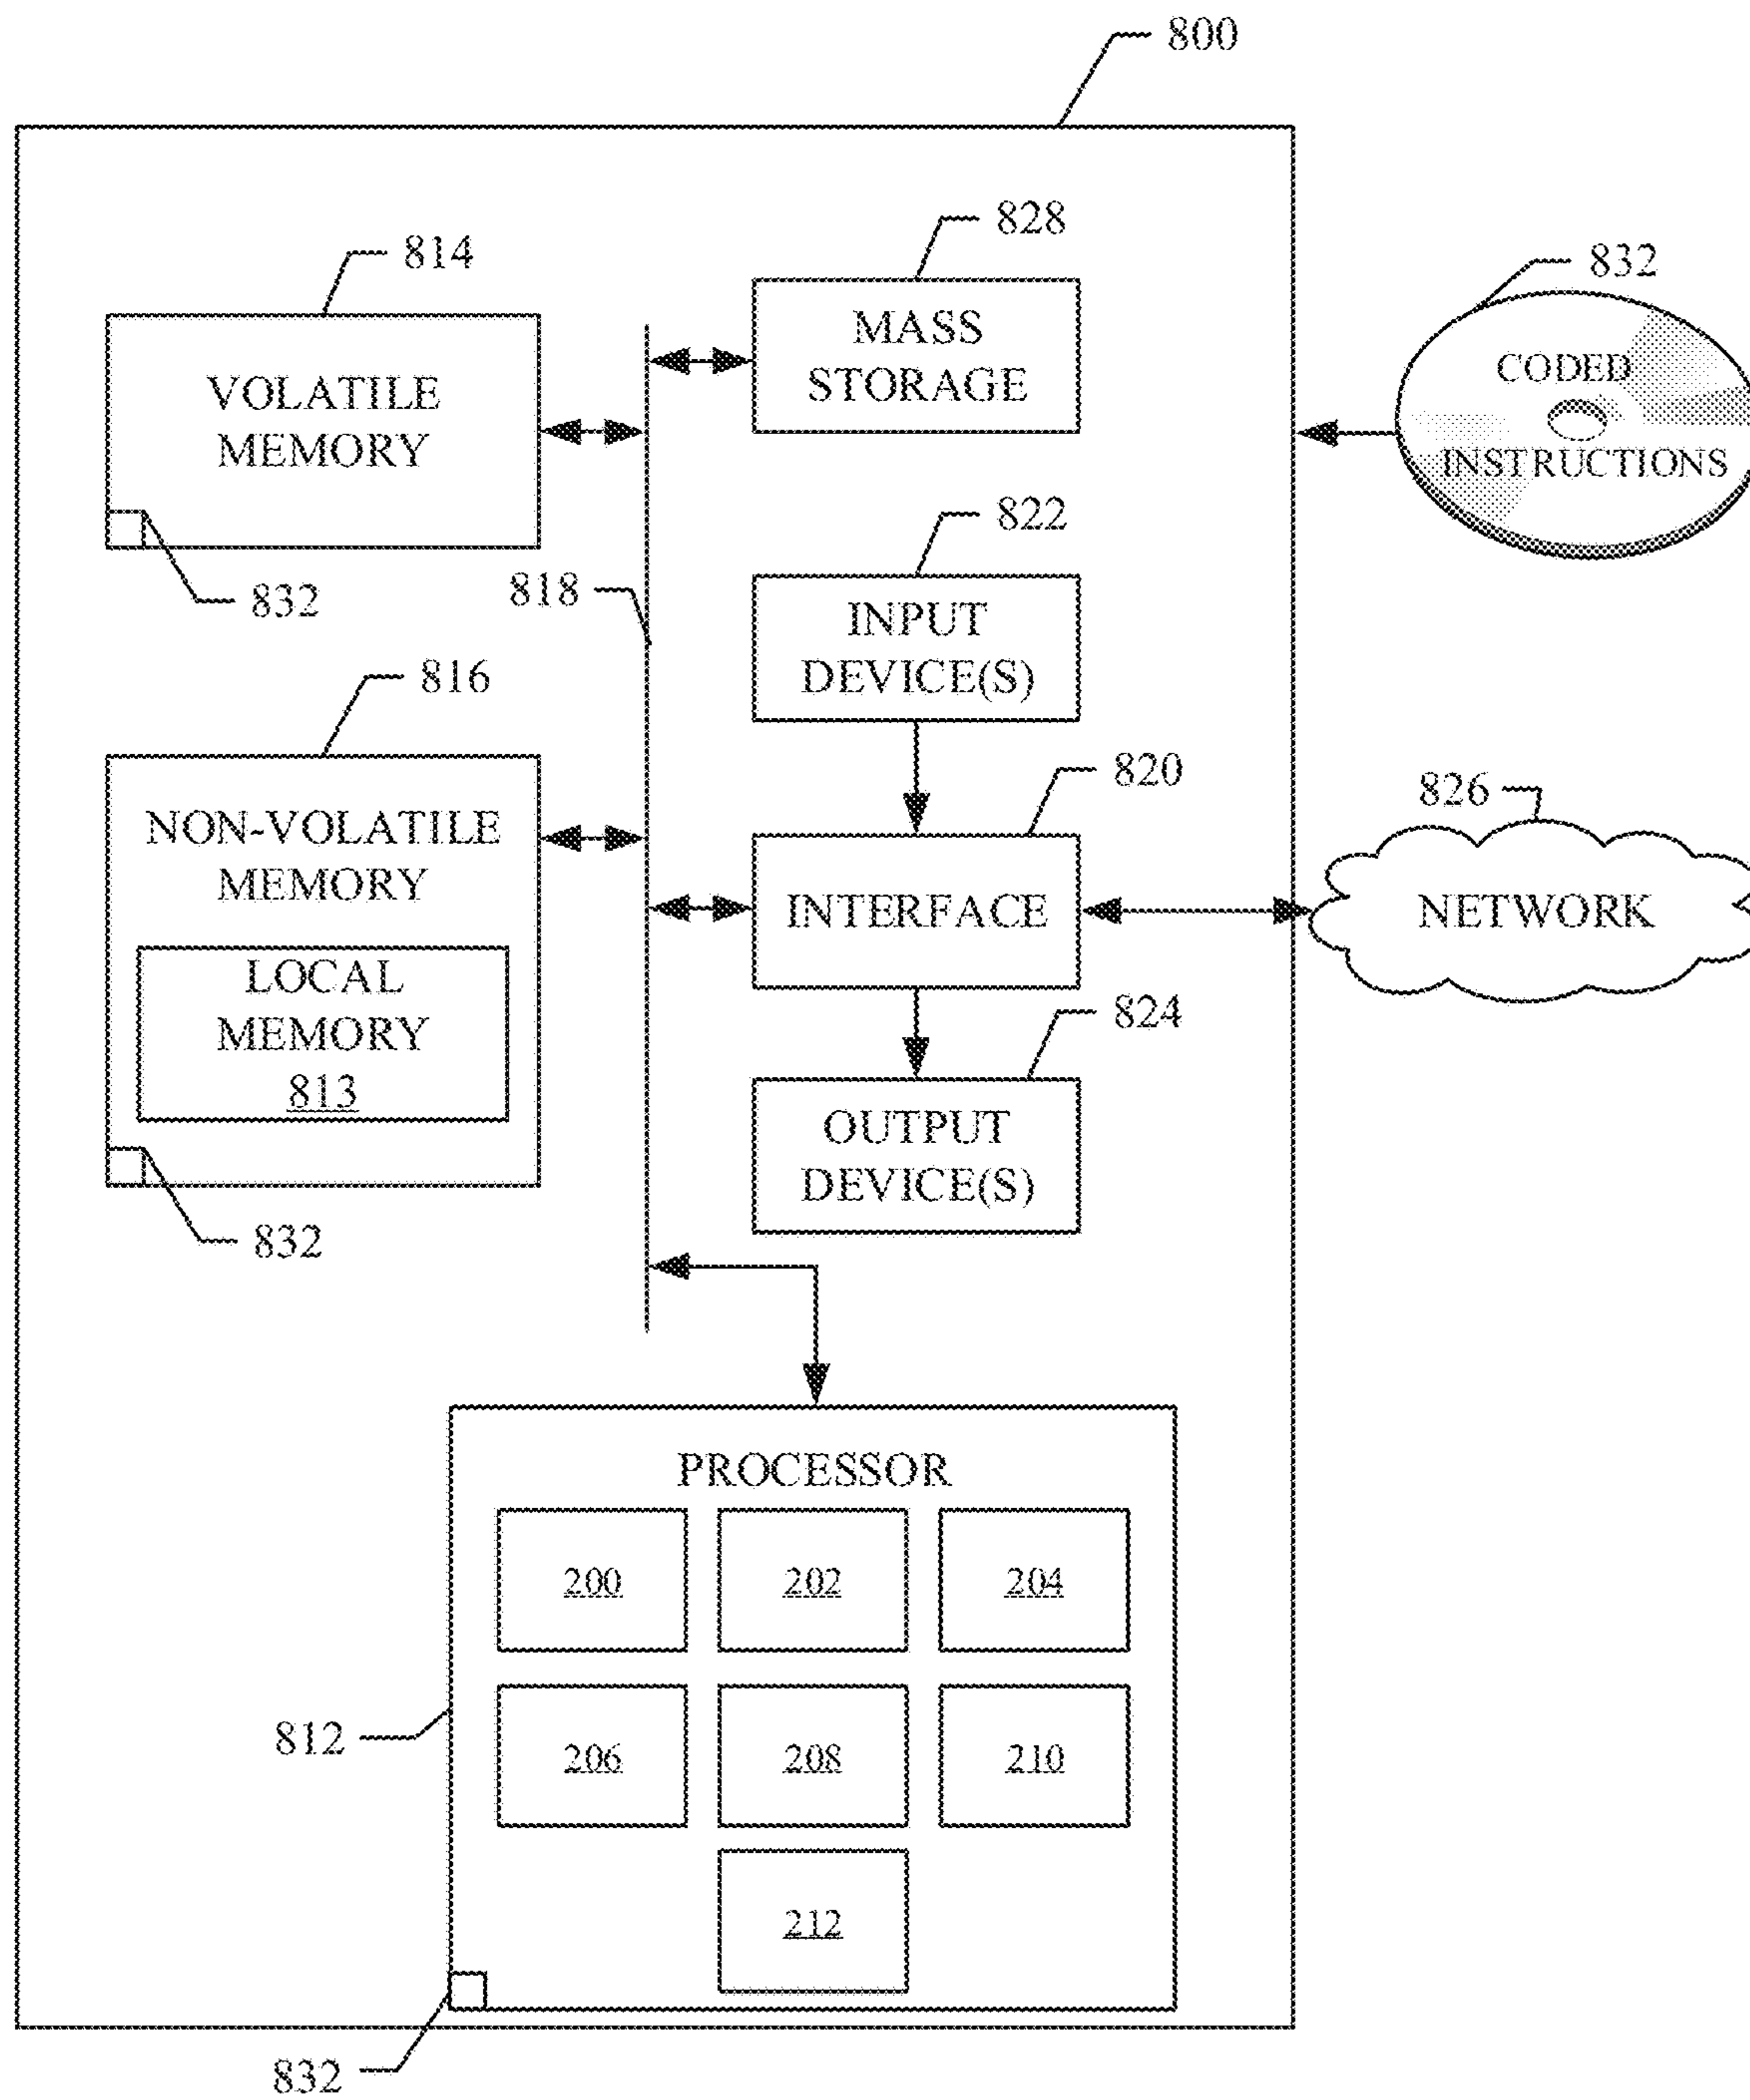 800
828
814
832
MASS
STORAGE
VOLATILE
MEMORY
CODED
INSTRUCTIONS
822
832
818
INPUT
DEVICE(S)
816
820
826
NON-VOLATILE
MEMORY
INTERFACE
NETWORK
LOCAL
MEMORY
813
824
OUTPUT
DEVICE(S)
832
PROCESSOR
200 202 204
812
206 208 210
212
832